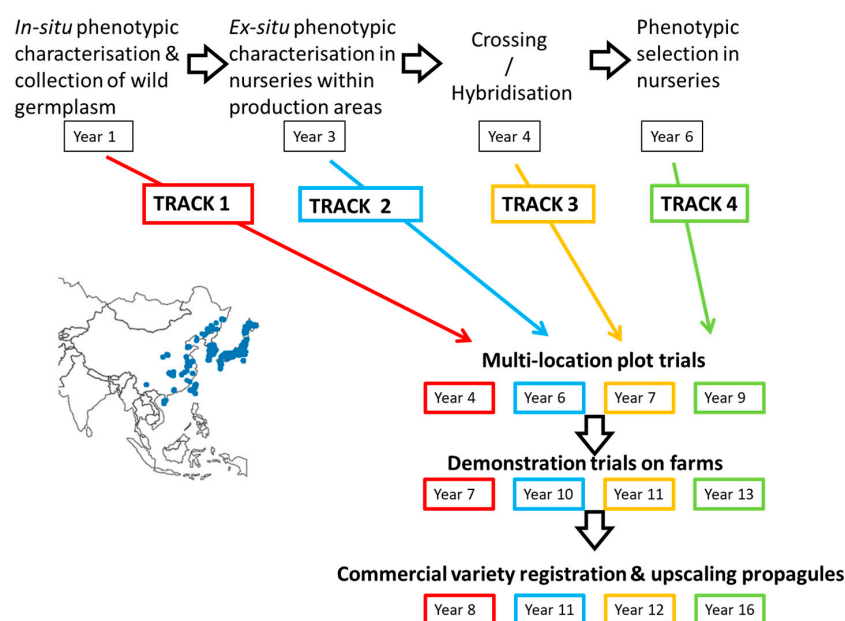 In-situ phenotypic
characterisation &
collection of wild
germplasm
Ex-situ phenotypic
characterisation in
nurseries within
production areas
Crossing
/
Hybridisation
Phenotypic
selection in
nurseries
Year 1
Year 3
Year 4
Year 6
TRACK 1
TRACK 2
TRACK 3
TRACK 4
Multi-location plot trials
Year 4
Year 6
Year 7
Year 9
Demonstration trials on farms
Year 7
Year 10
Year 11
Year 13
Commercial variety registration & upscaling propagules
Year 8
Year 11
Year 12
Year 16